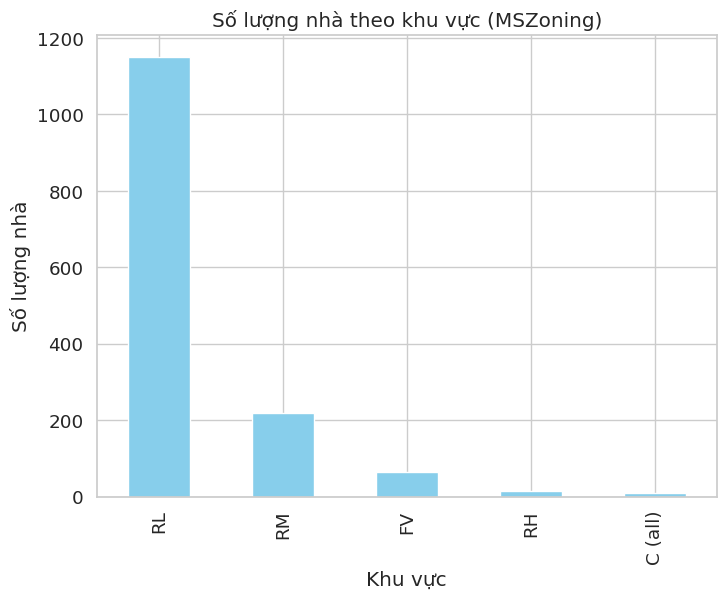 Số lượng nhà theo khu vực (MSZoning)
Số lượng nhà
1200
1000
800
600
400
200
0
RL
RM
FV
RH
C (all)
Khu vực